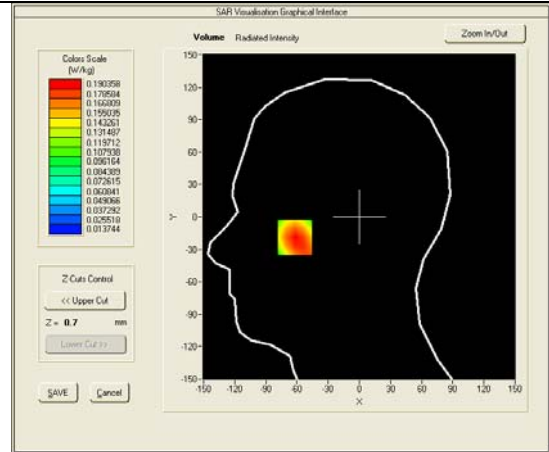 SAR Visualisation Graphical Interface
Volume Radiated Intensity
Zoom In/Out
Colors Scale
(W/kg)
0.190358
0.178584
0.166809
0.155035
0.143261
0.131487
0.119712
0.107938
0.096164
0.084389
0.072615
0.060841
0.049066
0.037292
0.025518
0.013744
Z Cuts Control
<< Upper Cut
Z = 0.7 mm
Lower Cut >>
SAVE Cancel
150
120
90
60
30
0
-30
-60
-90
-120
-150
Y
-150 -120 -90 -60 -30 0 30 60 90 120 150
X